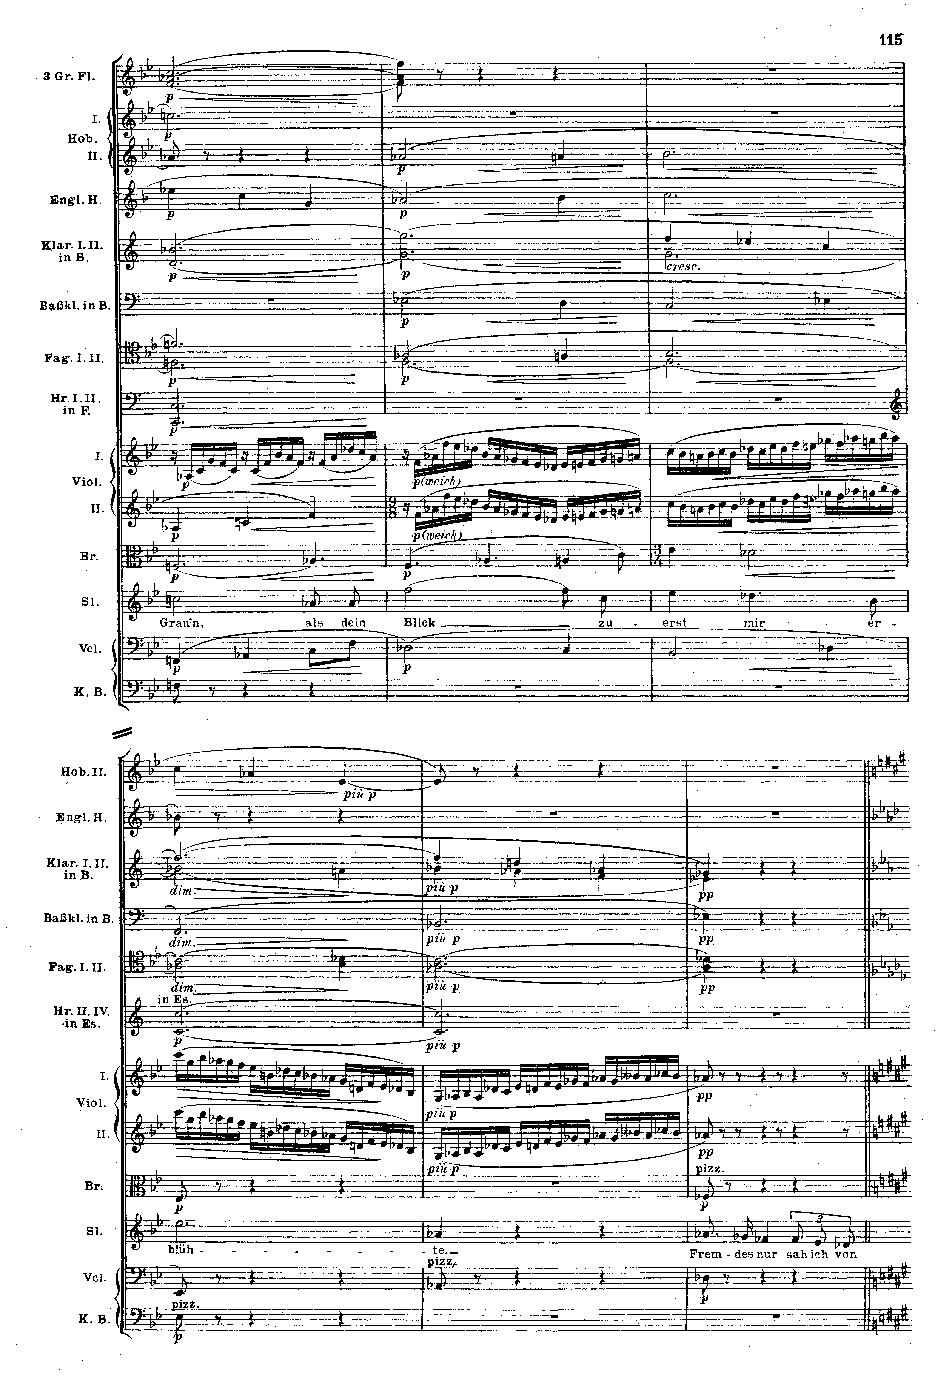 115
3 Gr. Fl.
p
I.
Hob.
p
II.
p
Engl. H.
p
p
Klar. I. II.
in B.
p
p
cresc.
Baßkl. in B.
p
Fag. I. II.
p
p
Hr. I. II.
in F.
p
I.
Viol.
p
p (weich)
II.
p
p (weich)
Br.
p
p
Sl.
Grau'n, als dein Blick zu - erst mir er -
Vcl.
p
p
K. B.
Hob. II.
più p
Engl. H.
Klar. I. II.
in B.
dim.
più p
pp
Baßkl. in B.
dim.
più p
pp
Fag. I. II.
dim.
più p
pp
in Es.
Hr. II. IV.
in Es.
p
più p
I.
Viol.
più p
pp
II.
più p
pp
pizz.
Br.
p
p
Sl.
blüh - - - - - te. Frem - des nur sah ich von
3
pizz.
Vcl.
p
pizz.
K. B.
p